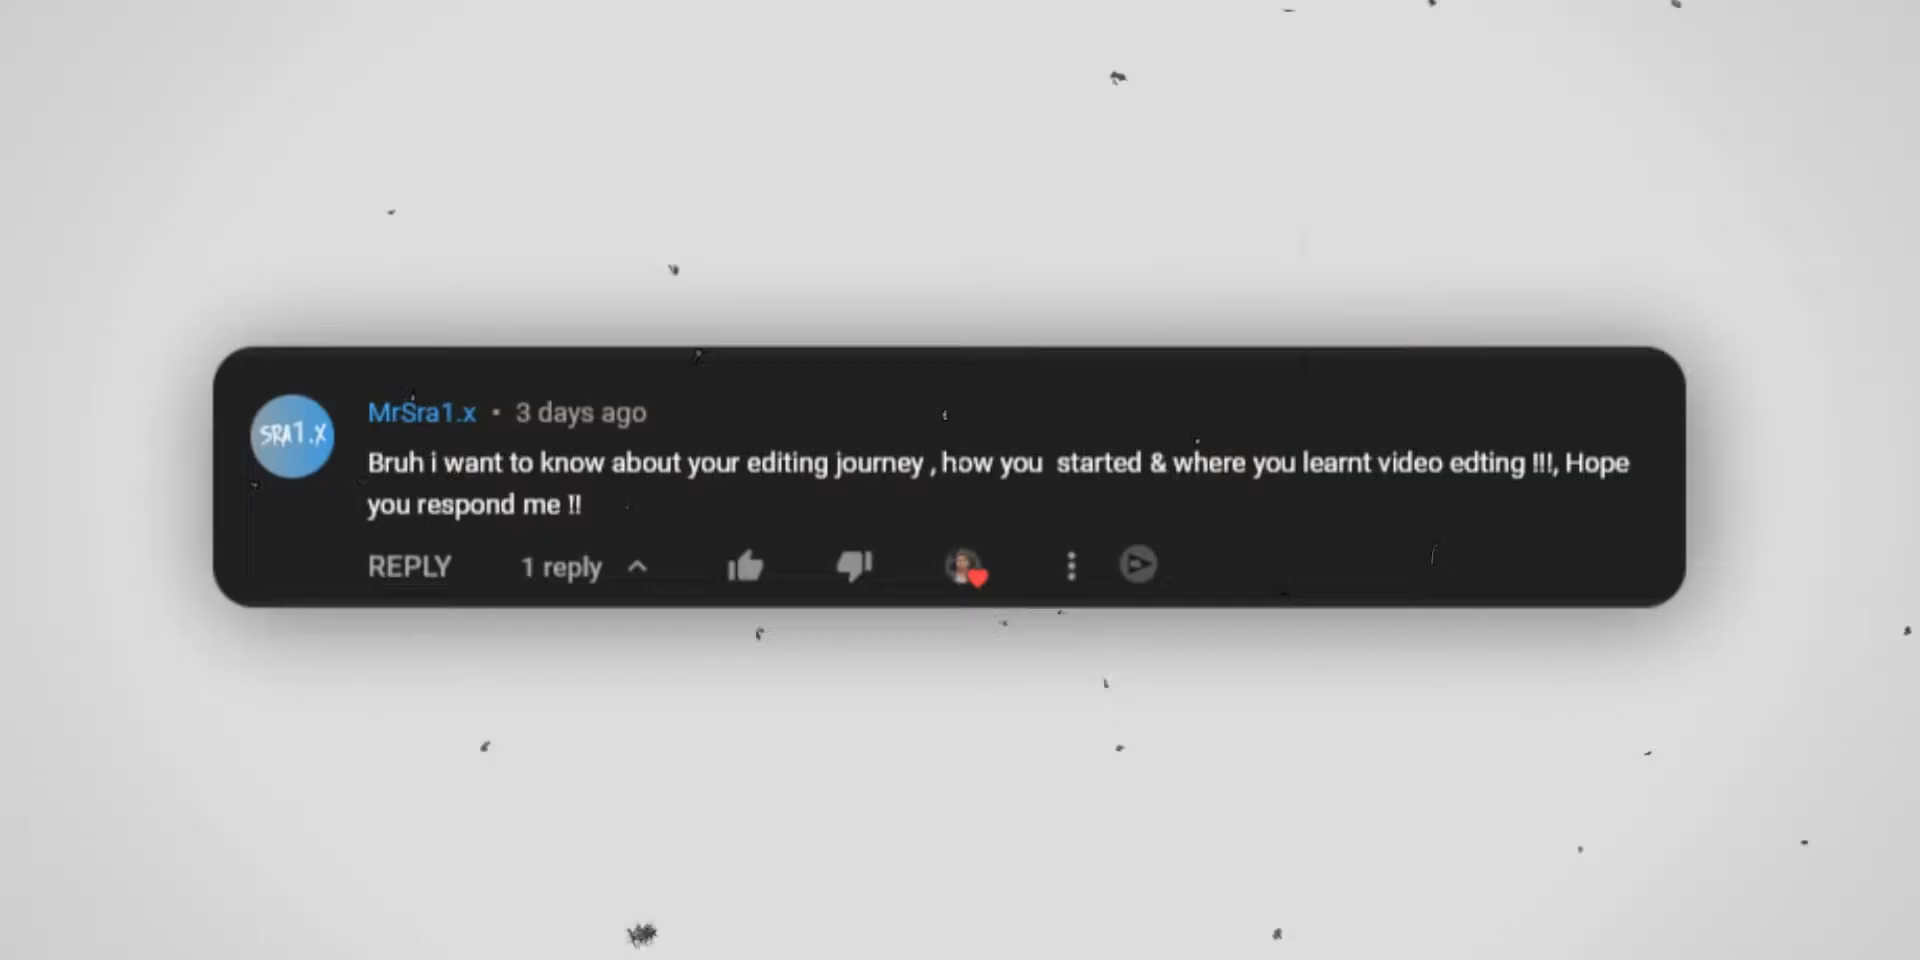 SRA1.X
MrSra1.x • 3 days ago
Bruh i want to know about your editing journey , how you  started & where you learnt video edting !!!, Hope
you respond me !!
REPLY 1 reply